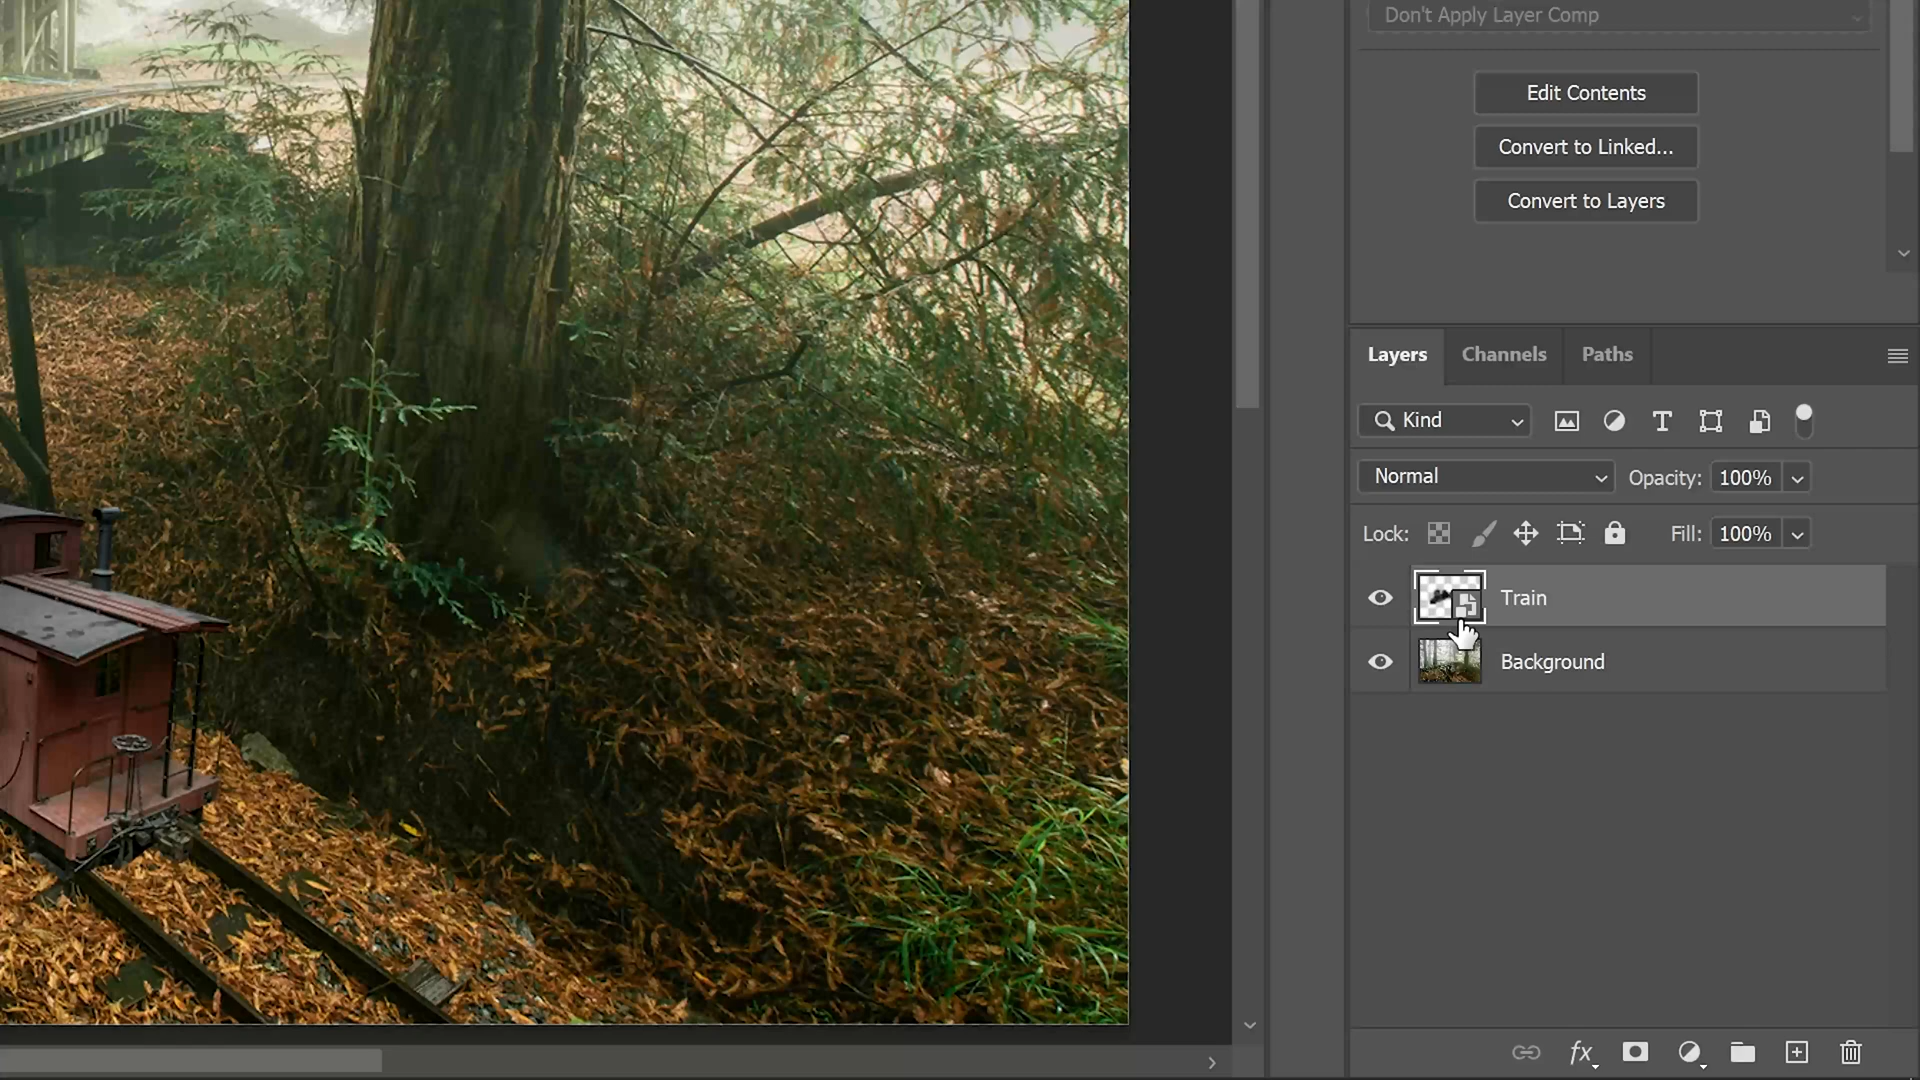 Don't Apply Layer Comp
Edit Contents
Convert to Linked...
Convert to Layers
Layers Channels Paths
Kind
Normal Opacity: 100%
Lock: Fill: 100%
Train
Background
fx